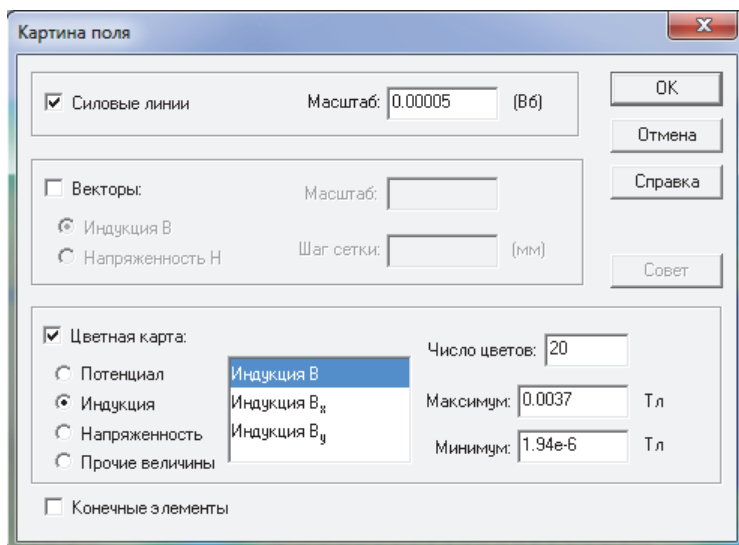 Картина поля
Силовые линии Масштаб: 0.00005 (Вб)
OK
Отмена
Справка
Совет
Векторы: Масштаб:
Индукция B
Напряженность H Шаг сетки: (мм)
Цветная карта:
Потенциал
Индукция
Напряженность
Прочие величины
Индукция B
Индукция Bx
Индукция By
Число цветов: 20
Максимум: 0.0037 Тл
Минимум: 1.94e-6 Тл
Конечные элементы